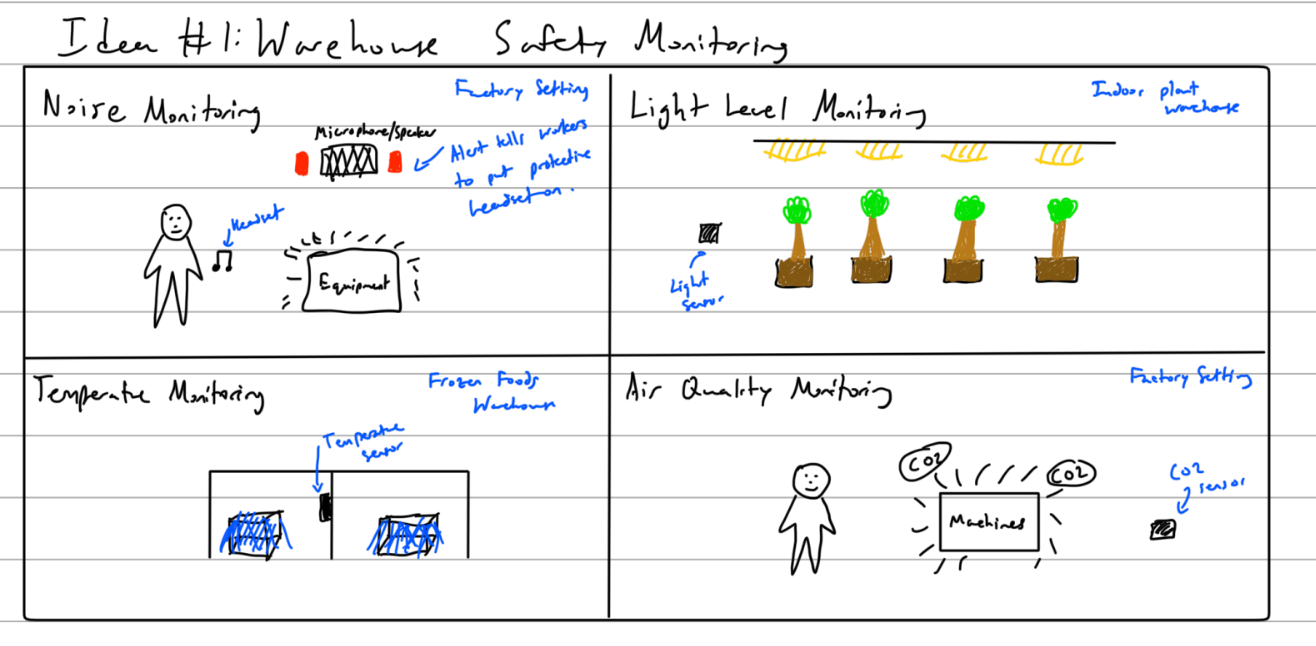 Idea #1: Warehouse Safety Monitoring
Noise Monitoring
Factory Setting
Microphone/Speaker
Alert tells workers
to put protective
headset on.
Headset
Equipment
Light Level Monitoring
Indoor plant
warehouse
Light
sensor
Temperature Monitoring
Frozen Foods
Warehouse
Temperature
sensor
Air Quality Monitoring
Factory Setting
CO2
CO2
Machines
CO2
sensor